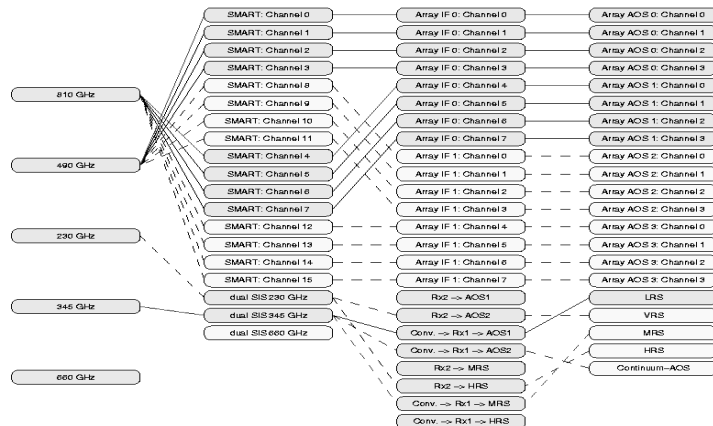 810 GHz
490 GHz
230 GHz
345 GHz
660 GHz
SMART: Channel 0
SMART: Channel 1
SMART: Channel 2
SMART: Channel 3
SMART: Channel 8
SMART: Channel 9
SMART: Channel 10
SMART: Channel 11
SMART: Channel 4
SMART: Channel 5
SMART: Channel 6
SMART: Channel 7
SMART: Channel 12
SMART: Channel 13
SMART: Channel 14
SMART: Channel 15
dual SIS 230 GHz
dual SIS 345 GHz
dual SIS 660 GHz
Array IF 0: Channel 0
Array IF 0: Channel 1
Array IF 0: Channel 2
Array IF 0: Channel 3
Array IF 0: Channel 4
Array IF 0: Channel 5
Array IF 0: Channel 6
Array IF 0: Channel 7
Array IF 1: Channel 0
Array IF 1: Channel 1
Array IF 1: Channel 2
Array IF 1: Channel 3
Array IF 1: Channel 4
Array IF 1: Channel 5
Array IF 1: Channel 6
Array IF 1: Channel 7
Rx2 -> AOS1
Rx2 -> AOS2
Conv. -> Rx1 -> AOS1
Conv. -> Rx1 -> AOS2
Rx2 -> MRS
Rx2 -> HRS
Conv. -> Rx1 -> MRS
Conv. -> Rx1 -> HRS
Array AOS 0: Channel 0
Array AOS 0: Channel 1
Array AOS 0: Channel 2
Array AOS 0: Channel 3
Array AOS 1: Channel 0
Array AOS 1: Channel 1
Array AOS 1: Channel 2
Array AOS 1: Channel 3
Array AOS 2: Channel 0
Array AOS 2: Channel 1
Array AOS 2: Channel 2
Array AOS 2: Channel 3
Array AOS 3: Channel 0
Array AOS 3: Channel 1
Array AOS 3: Channel 2
Array AOS 3: Channel 3
LRS
VRS
MRS
HRS
Continuum-AOS